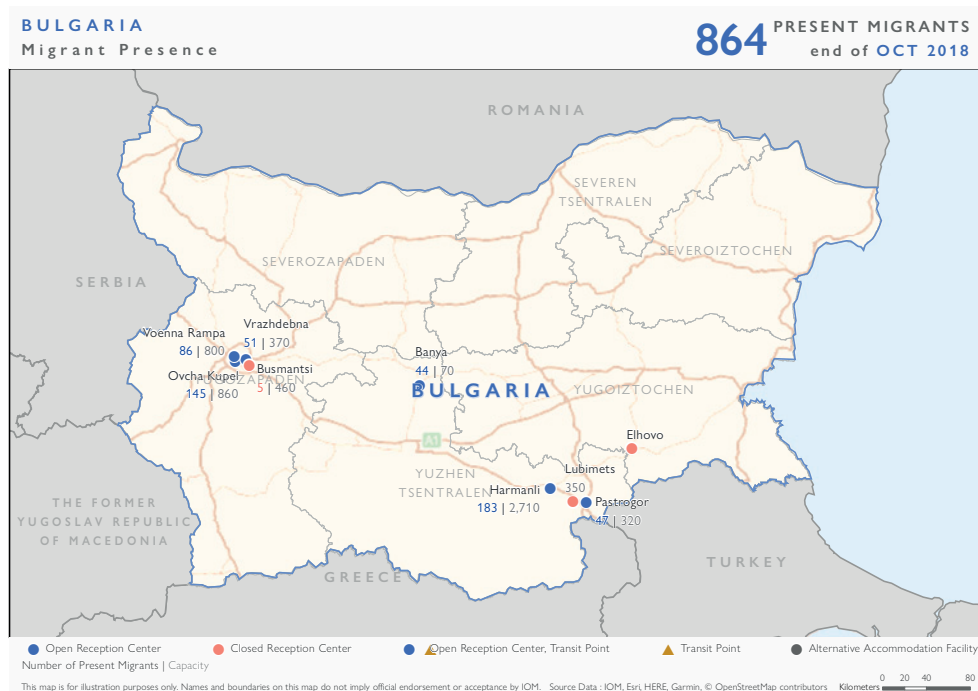 BULGARIA
Migrant Presence
864 PRESENT MIGRANTS
end of OCT 2018
ROMANIA
SEVEREN
TSENTRALEN
SEVEROIZTOCHEN
SEVEROZAPADEN
SERBIA
Vrazhdebna
51 | 370
Voenna Rampa
86 | 800
Banya
44 | 70
Busmantsi
5 | 460
Ovcha Kupel
145 | 860
YUGOZAPADEN
BULGARIA
YUGOIZTOCHEN
A1
Elhovo
Lubimets
350
YUZHEN
TSENTRALEN
Harmanli
183 | 2,710
Pastrogor
47 | 320
THE FORMER
YUGOSLAV REPUBLIC
OF MACEDONIA
GREECE
TURKEY
Open Reception Center
Closed Reception Center
Open Reception Center, Transit Point
Transit Point
Alternative Accommodation Facility
Number of Present Migrants | Capacity
This map is for illustration purposes only. Names and boundaries on this map do not imply official endorsement or acceptance by IOM. Source Data : IOM, Esri, HERE, Garmin, © OpenStreetMap contributors
Kilometers 0 20 40 80